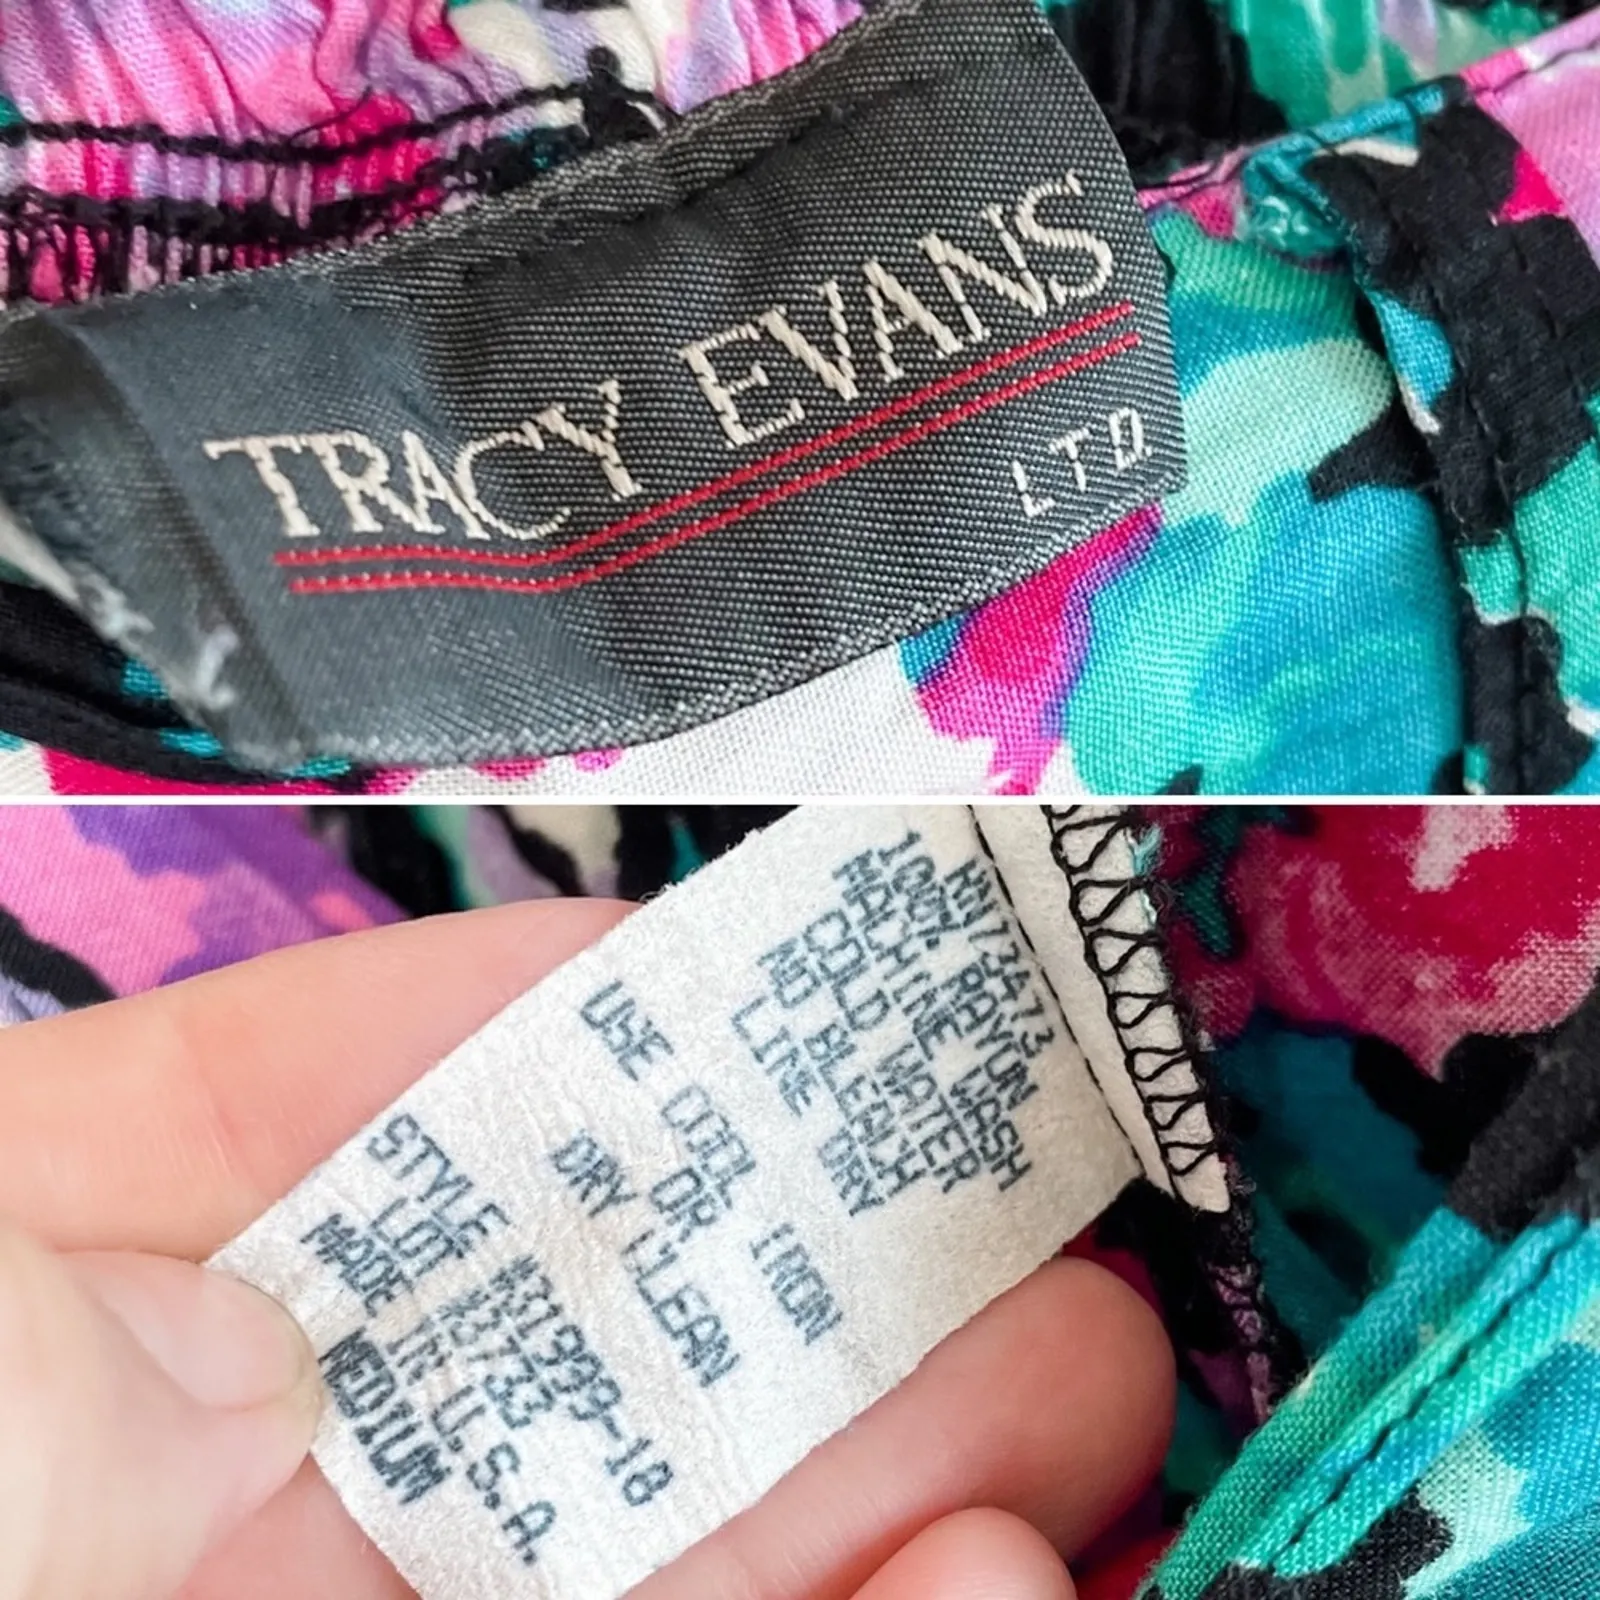 TRACY EVANS
LTD.
RN73473
100% RAYON
MACHINE WASH
COLD WATER
NO BLEACH
LINE DRY
USE COOL IRON
OR
DRY CLEAN
STYLE #31999-18
LOT #3733
MADE IN U.S.A.
MEDIUM